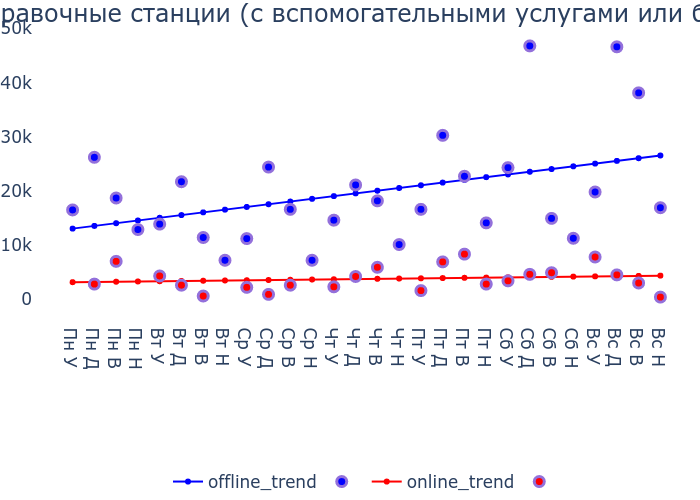 равочные станции (с вспомогательными услугами или б
50k
40k
30k
20k
10k
0
Пн У
Пн Д
Пн В
Пн Н
Вт У
Вт Д
Вт В
Вт Н
Ср У
Ср Д
Ср В
Ср Н
Чт У
Чт Д
Чт В
Чт Н
Пт У
Пт Д
Пт В
Пт Н
Сб У
Сб Д
Сб В
Сб Н
Вс У
Вс Д
Вс В
Вс Н
offline_trend
online_trend